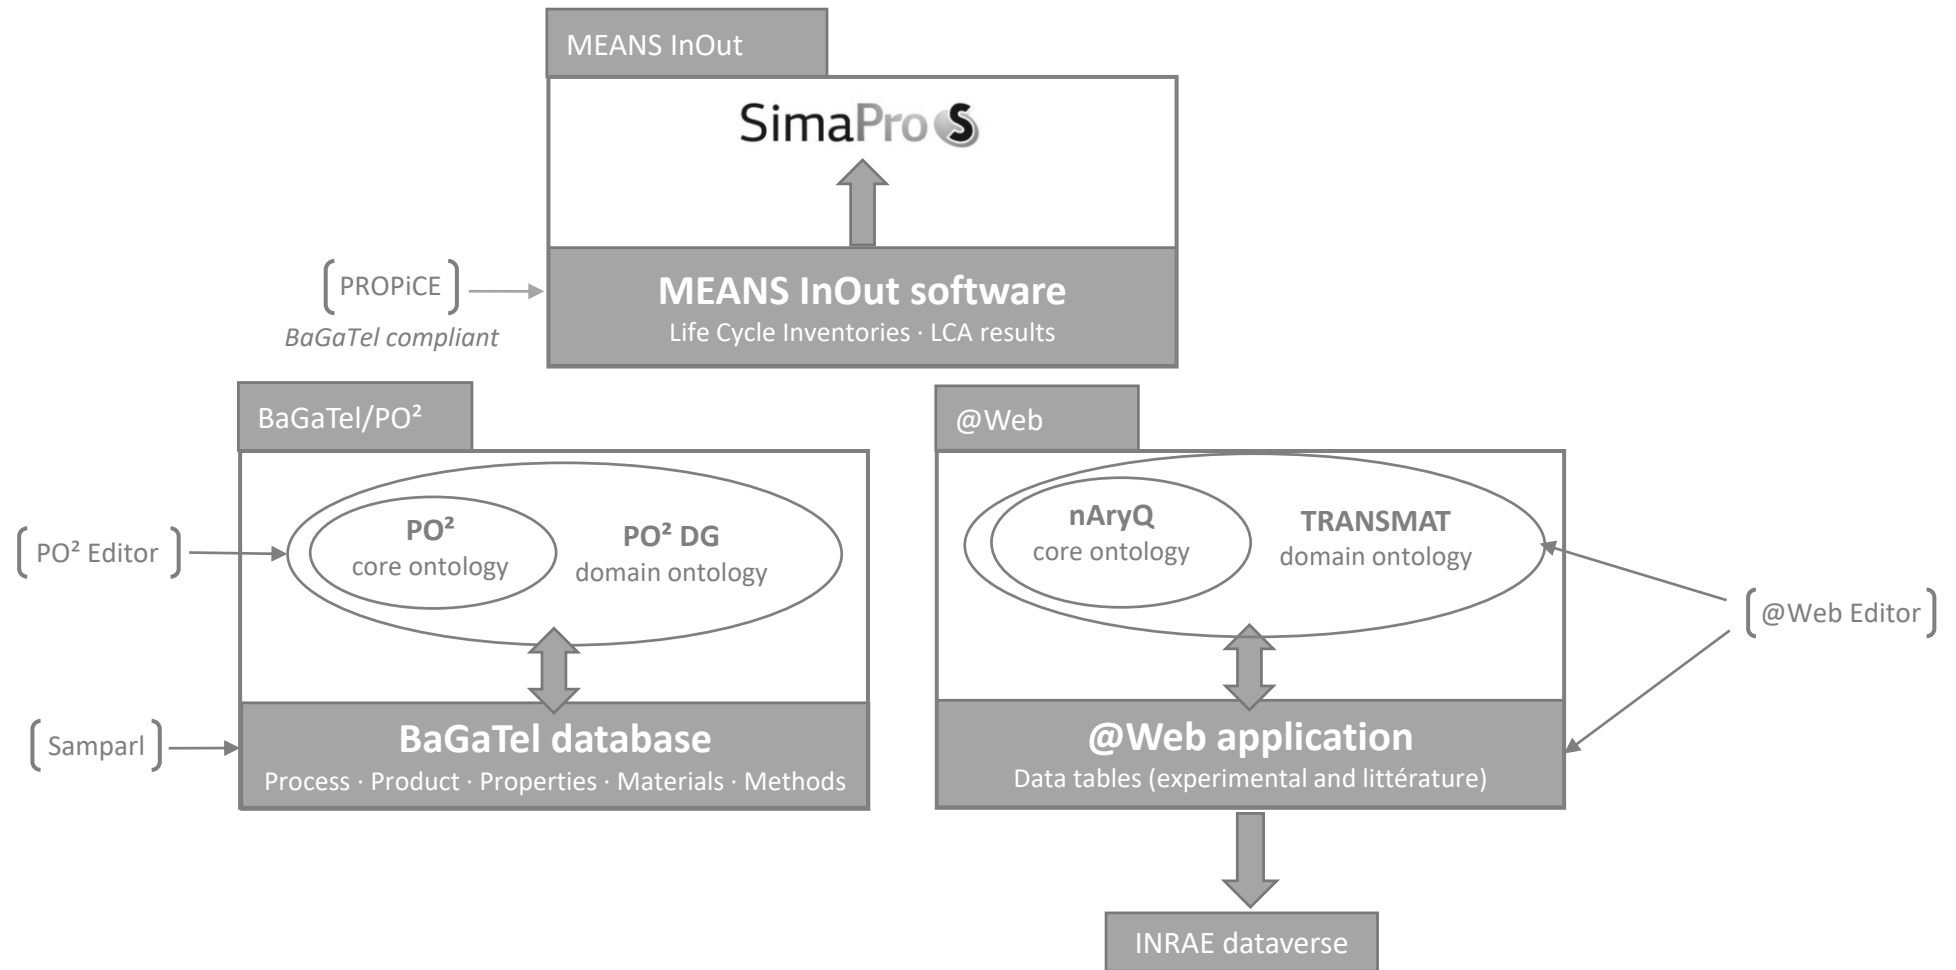 MEANS InOut
SimaPro S
PROPiCE
BaGaTel compliant
MEANS InOut software
Life Cycle Inventories · LCA results
BaGaTel/PO²
PO² Editor
PO²
core ontology
PO² DG
domain ontology
Samparl
BaGaTel database
Process · Product · Properties · Materials · Methods
@Web
nAryQ
core ontology
TRANSMAT
domain ontology
@Web Editor
@Web application
Data tables (experimental and littérature)
INRAE dataverse